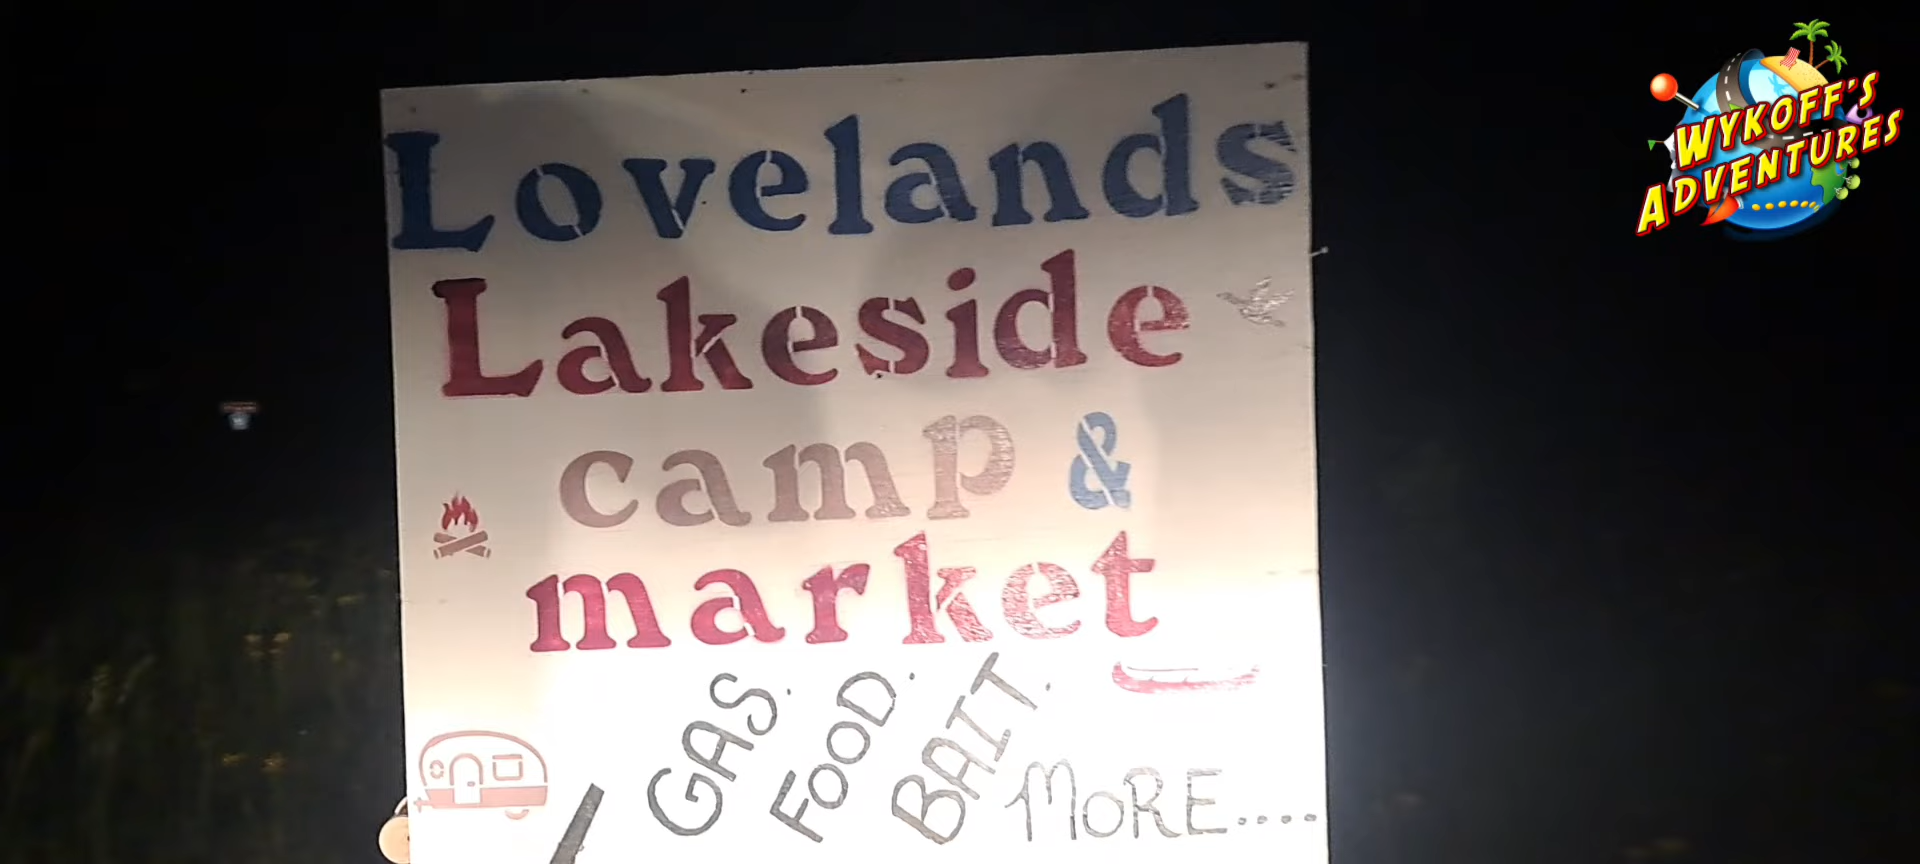 Lovelands
Lakeside
camp &
market
GAS. FOOD. BAIT. MORE....
WYKOFF'S
ADVENTURES